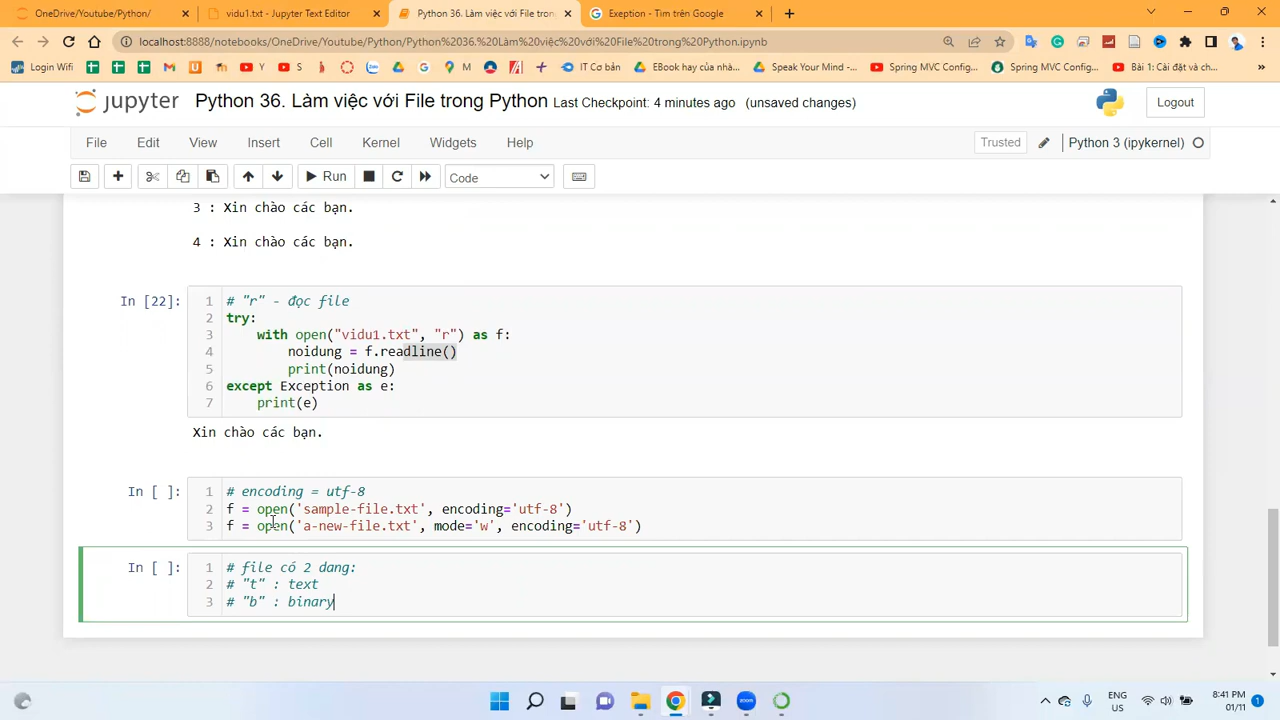 OneDrive/Youtube/Python/
vidu1.txt - Jupyter Text Editor
Python 36. Làm việc với File tron
Exeption - Tìm trên Google
localhost:8888/notebooks/OneDrive/Youtube/Python/Python%2036.%20Làm%20việc%20với%20File%20trong%20Python.ipynb
Login Wifi
Y
S
M
IT Cơ bản
EBook hay của nhà...
Speak Your Mind -...
Spring MVC Config...
Spring MVC Config...
Bài 1: Cài đặt và ch...
»
jupyter
Python 36. Làm việc với File trong Python Last Checkpoint: 4 minutes ago (unsaved changes)
Logout
File Edit View Insert Cell Kernel Widgets Help
Trusted
Python 3 (ipykernel)
Run
Code
3 : Xin chào các bạn.
4 : Xin chào các bạn.
In [22]:
1 # "r" - đọc file
2 try:
3 with open("vidu1.txt", "r") as f:
4 noidung = f.readline()
5 print(noidung)
6 except Exception as e:
7 print(e)
Xin chào các bạn.
In [ ]:
1 # encoding = utf-8
2 f = open('sample-file.txt', encoding='utf-8')
3 f = open('a-new-file.txt', mode='w', encoding='utf-8')
In [ ]:
1 # file có 2 dang:
2 # "t" : text
3 # "b" : binary
ENG
US
8:41 PM
01/11
1